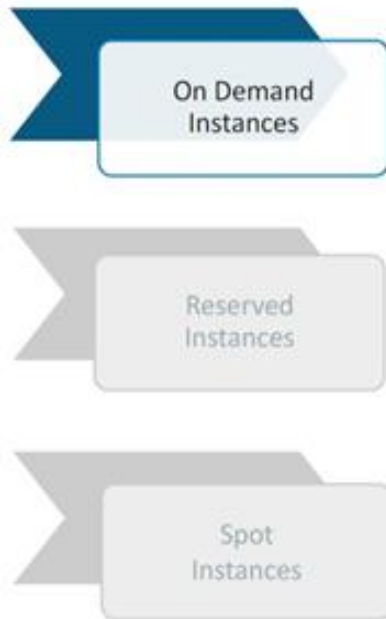 On Demand
Instances
Reserved
Instances
Spot
Instances